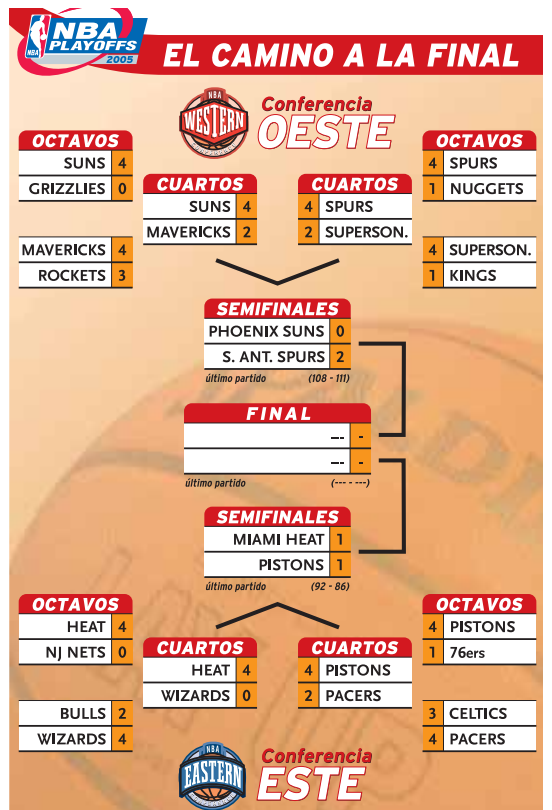 NBA
PLAYOFFS
2005
EL CAMINO A LA FINAL
NBA
WESTERN
Conferencia
OESTE
OCTAVOS
SUNS 4
GRIZZLIES 0
MAVERICKS 4
ROCKETS 3
CUARTOS
SUNS 4
MAVERICKS 2
CUARTOS
4 SPURS
2 SUPERSON.
OCTAVOS
4 SPURS
1 NUGGETS
4 SUPERSON.
1 KINGS
SEMIFINALES
PHOENIX SUNS 0
S. ANT. SPURS 2
último partido (108 - 111)
FINAL
--- -
--- -
último partido (--- - ---)
SEMIFINALES
MIAMI HEAT 1
PISTONS 1
último partido (92 - 86)
OCTAVOS
HEAT 4
NJ NETS 0
BULLS 2
WIZARDS 4
CUARTOS
HEAT 4
WIZARDS 0
CUARTOS
4 PISTONS
2 PACERS
OCTAVOS
4 PISTONS
1 76ers
3 CELTICS
4 PACERS
NBA
EASTERN
Conferencia
ESTE